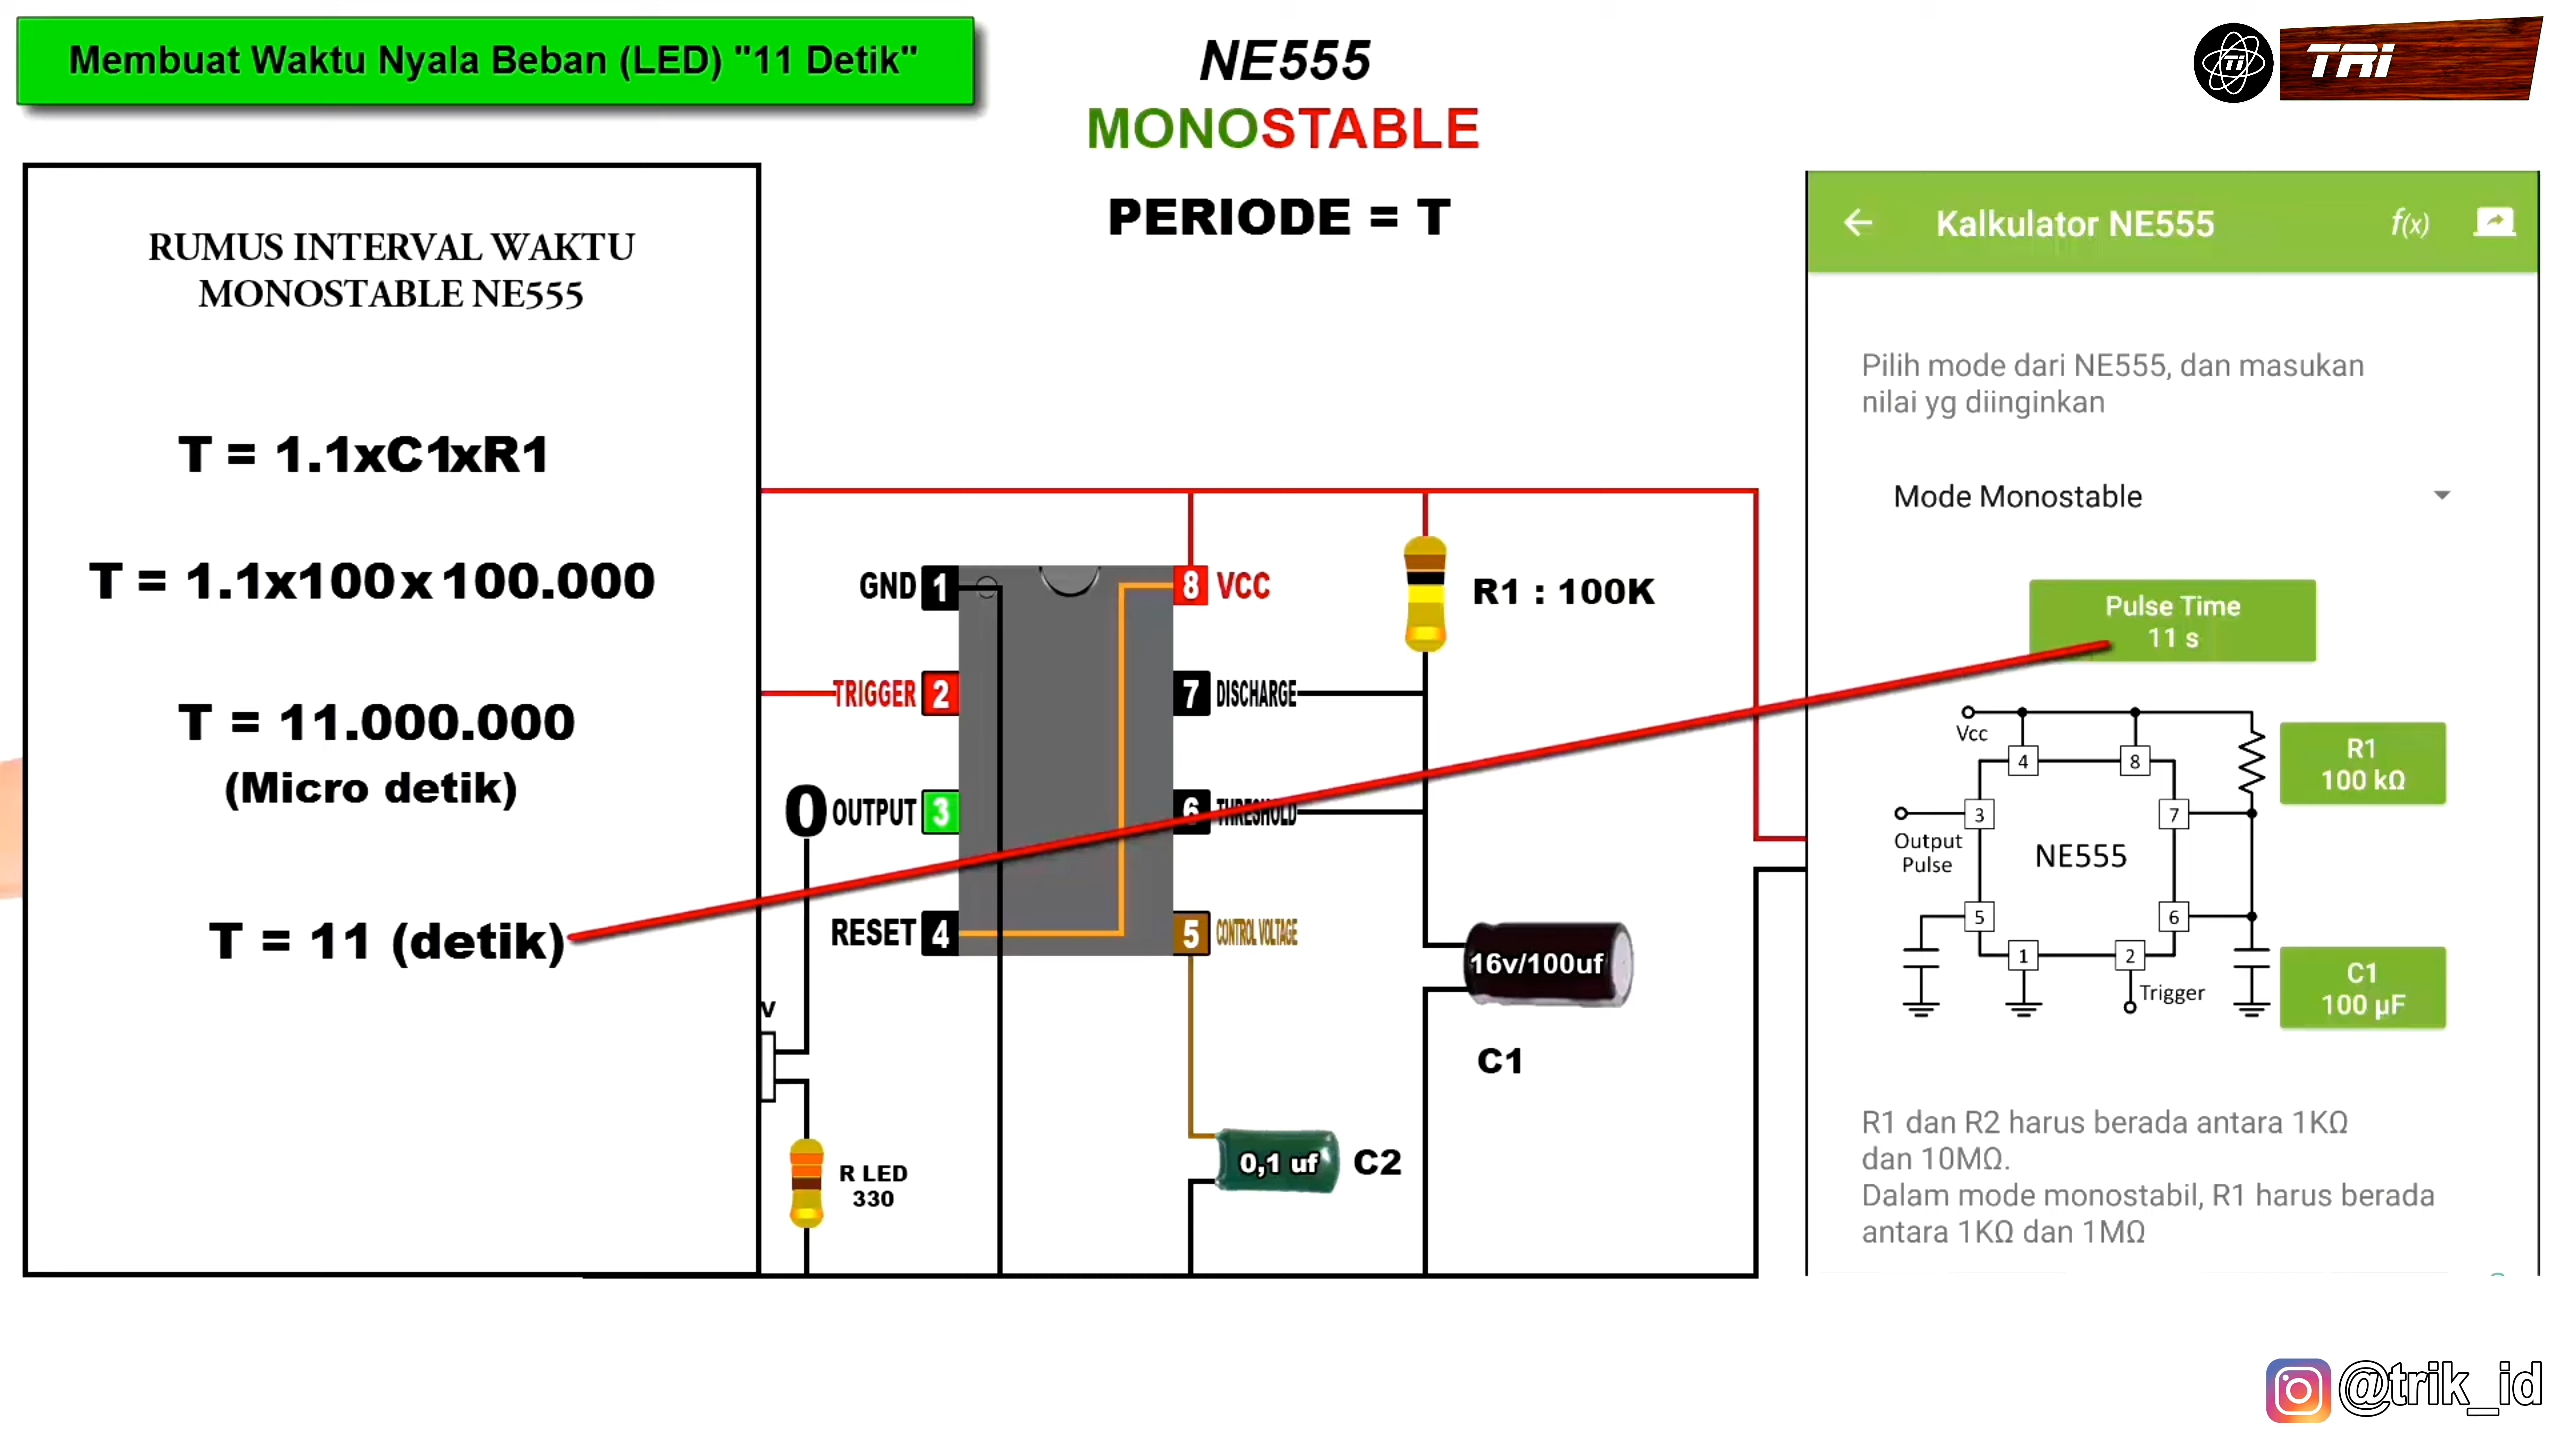 Membuat Waktu Nyala Beban (LED) "11 Detik"
NE555
MONOSTABLE
PERIODE = T
Ti
TRI
RUMUS INTERVAL WAKTU
MONOSTABLE NE555
T = 1.1xC1xR1
T = 1.1x100x100.000
T = 11.000.000
(Micro detik)
T = 11 (detik)
GND 1
8 VCC
TRIGGER 2
7 DISCHARGE
0 OUTPUT 3
6 THRESHOLD
RESET 4
5 CONTROL VOLTAGE
R1 : 100K
16v/100uf
C1
0,1 uf
C2
V
R LED
330
Kalkulator NE555
f(x)
Pilih mode dari NE555, dan masukan
nilai yg diinginkan
Mode Monostable
Pulse Time
11 s
Vcc
4
8
R1
100 kΩ
3
7
Output
Pulse
NE555
5
6
1
2
Trigger
C1
100 µF
R1 dan R2 harus berada antara 1KΩ
dan 10MΩ.
Dalam mode monostabil, R1 harus berada
antara 1KΩ dan 1MΩ
@trik_id